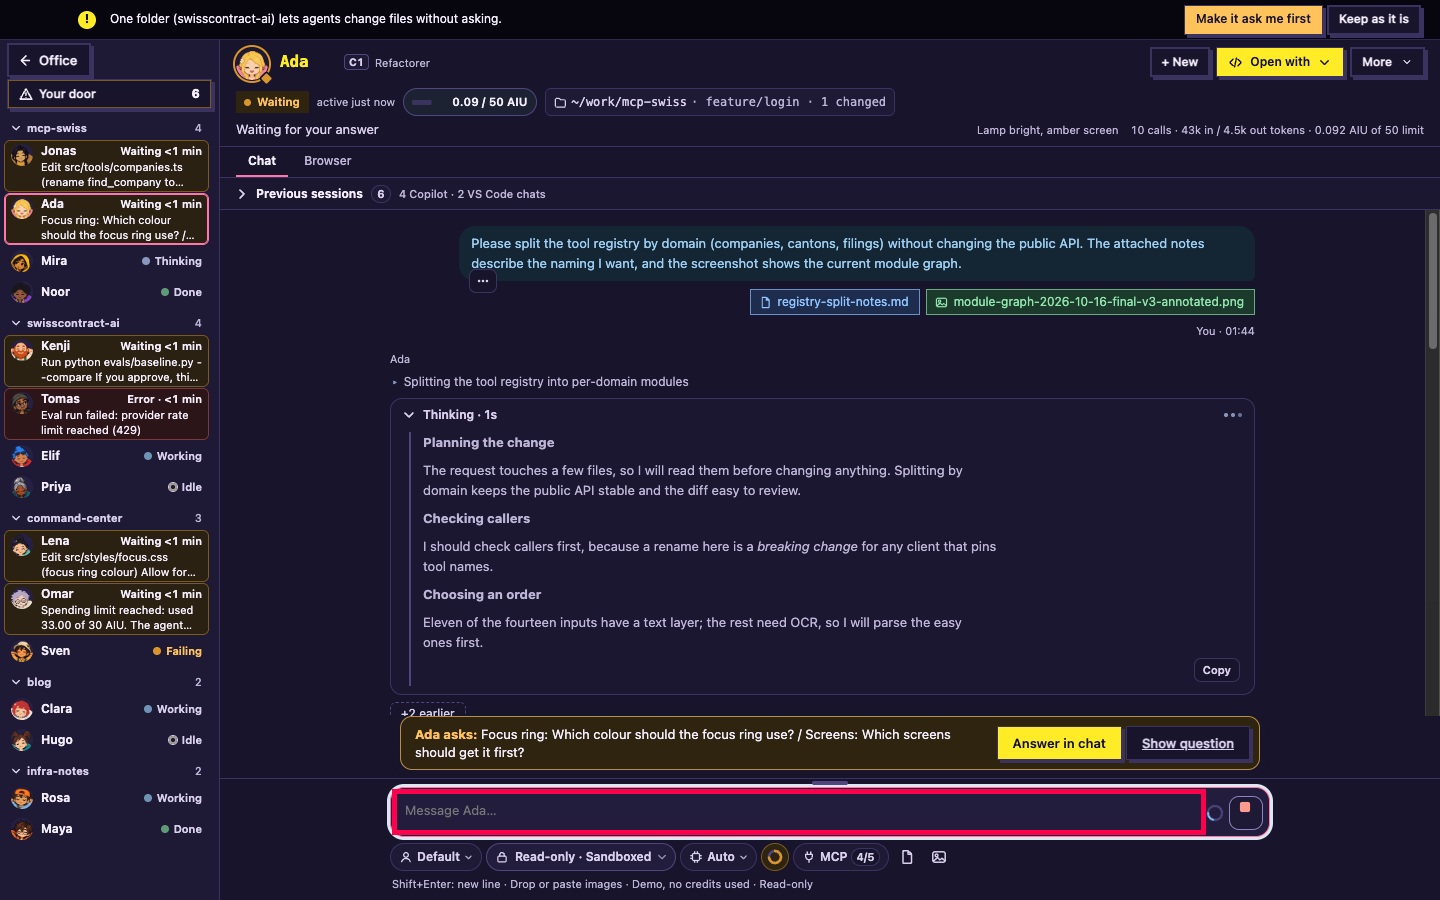 One folder (swisscontract-ai) lets agents change files without asking.
Make it ask me first
Keep as it is
Office
Your door 6
mcp-swiss 4
Jonas Waiting <1 min
Edit src/tools/companies.ts
(rename find_company to...
Ada Waiting <1 min
Focus ring: Which colour
should the focus ring use? /...
Mira Thinking
Noor Done
swisscontract-ai 4
Kenji Waiting <1 min
Run python evals/baseline.py -
-compare If you approve, thi...
Tomas Error · <1 min
Eval run failed: provider rate
limit reached (429)
Elif Working
Priya Idle
command-center 3
Lena Waiting <1 min
Edit src/styles/focus.css
(focus ring colour) Allow for...
Omar Waiting <1 min
Spending limit reached: used
33.00 of 30 AIU. The agent...
Sven Failing
blog 2
Clara Working
Hugo Idle
infra-notes 2
Rosa Working
Maya Done
Ada C1 Refactorer
+ New
Open with
More
Waiting active just now 0.09 / 50 AIU ~/work/mcp-swiss · feature/login · 1 changed
Waiting for your answer
Lamp bright, amber screen 10 calls · 43k in / 4.5k out tokens · 0.092 AIU of 50 limit
Chat Browser
Previous sessions 6 4 Copilot · 2 VS Code chats
Please split the tool registry by domain (companies, cantons, filings) without changing the public API. The attached notes
describe the naming I want, and the screenshot shows the current module graph.
registry-split-notes.md
module-graph-2026-10-16-final-v3-annotated.png
You · 01:44
Ada
Splitting the tool registry into per-domain modules
Thinking · 1s
Planning the change
The request touches a few files, so I will read them before changing anything. Splitting by
domain keeps the public API stable and the diff easy to review.
Checking callers
I should check callers first, because a rename here is a breaking change for any client that pins
tool names.
Choosing an order
Eleven of the fourteen inputs have a text layer; the rest need OCR, so I will parse the easy
ones first.
Copy
+2 earlier
Ada asks: Focus ring: Which colour should the focus ring use? / Screens: Which screens
should get it first?
Answer in chat
Show question
Message Ada...
Default
Read-only · Sandboxed
Auto
MCP 4/5
Shift+Enter: new line · Drop or paste images · Demo, no credits used · Read-only